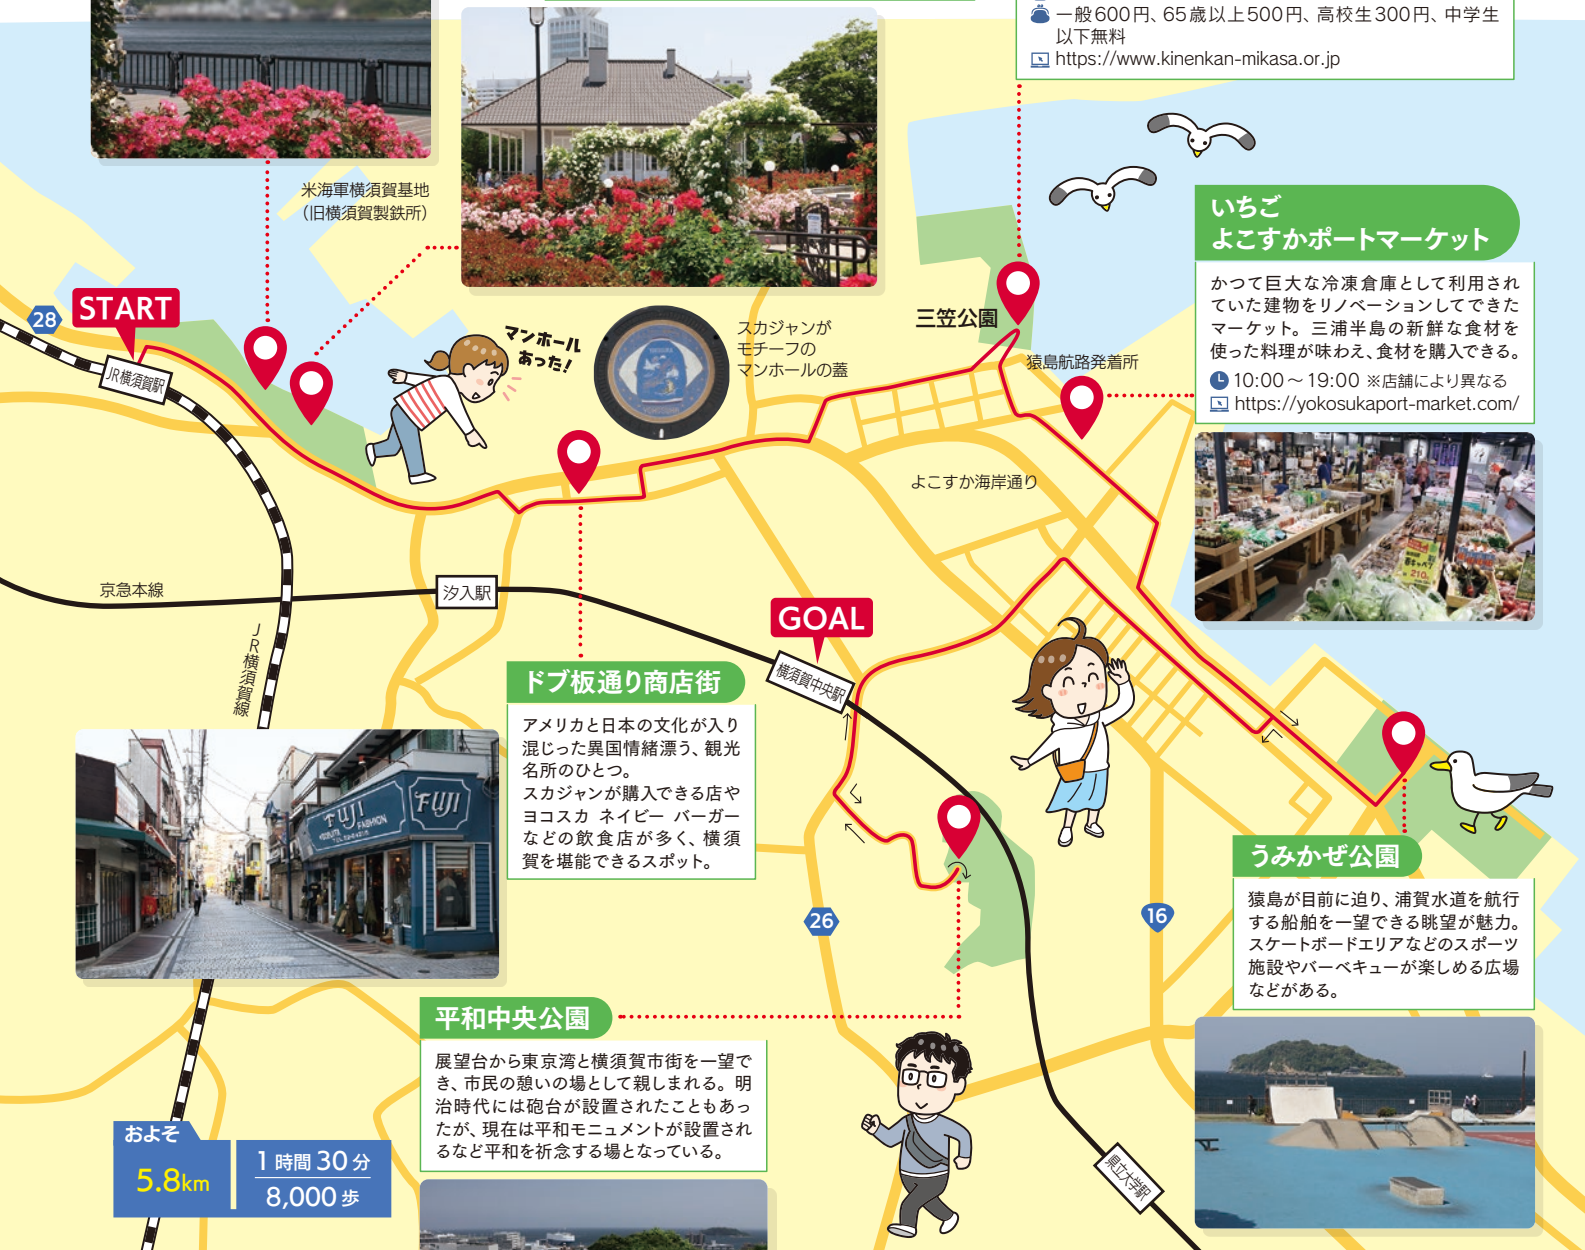 一般600円、65歳以上500円、高校生300円、中学生
以下無料
https://www.kinenkan-mikasa.or.jp
米海軍横須賀基地
（旧横須賀製鉄所）
いちご
よこすかポートマーケット
かつて巨大な冷凍倉庫として利用され
ていた建物をリノベーションしてできた
マーケット。三浦半島の新鮮な食材を
使った料理が味わえ、食材を購入できる。
10:00～19:00 ※店舗により異なる
https://yokosukaport-market.com/
28
START
JR横須賀駅
マンホール
あった！
スカジャンが
モチーフの
マンホールの蓋
三笠公園
猿島航路発着所
よこすか海岸通り
京急本線
汐入駅
JR横須賀線
GOAL
横須賀中央駅
ドブ板通り商店街
アメリカと日本の文化が入り
混じった異国情緒漂う、観光
名所のひとつ。
スカジャンが購入できる店や
ヨコスカ ネイビー バーガー
などの飲食店が多く、横須
賀を堪能できるスポット。
FUJI
FASHION
FUJI
210
26
16
うみかぜ公園
猿島が目前に迫り、浦賀水道を航行
する船舶を一望できる眺望が魅力。
スケートボードエリアなどのスポーツ
施設やバーベキューが楽しめる広場
などがある。
平和中央公園
展望台から東京湾と横須賀市街を一望で
き、市民の憩いの場として親しまれる。明
治時代には砲台が設置されたこともあっ
たが、現在は平和モニュメントが設置され
るなど平和を祈念する場となっている。
およそ
5.8km
1時間30分
8,000歩
県立大学駅